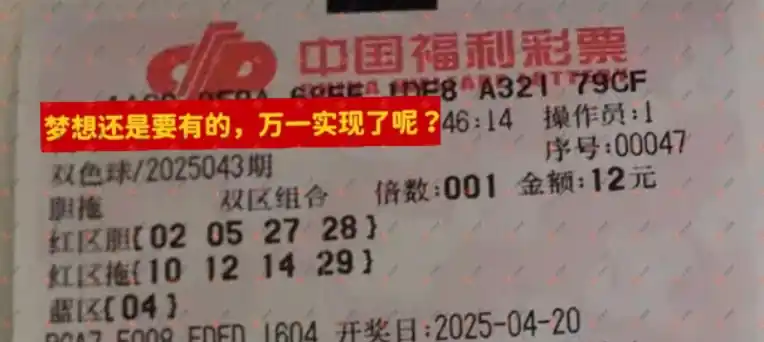 中国福利彩票
A321 79CF
梦想还是要有的，万一实现了呢？
46:14 操作员:1
序号:00047
双色球/2025043期
胆拖 双区组合 倍数:001 金额:12元
红区胆{02 05 27 28}
红区拖{10 12 14 29}
蓝区{04}
开奖日:2025-04-20